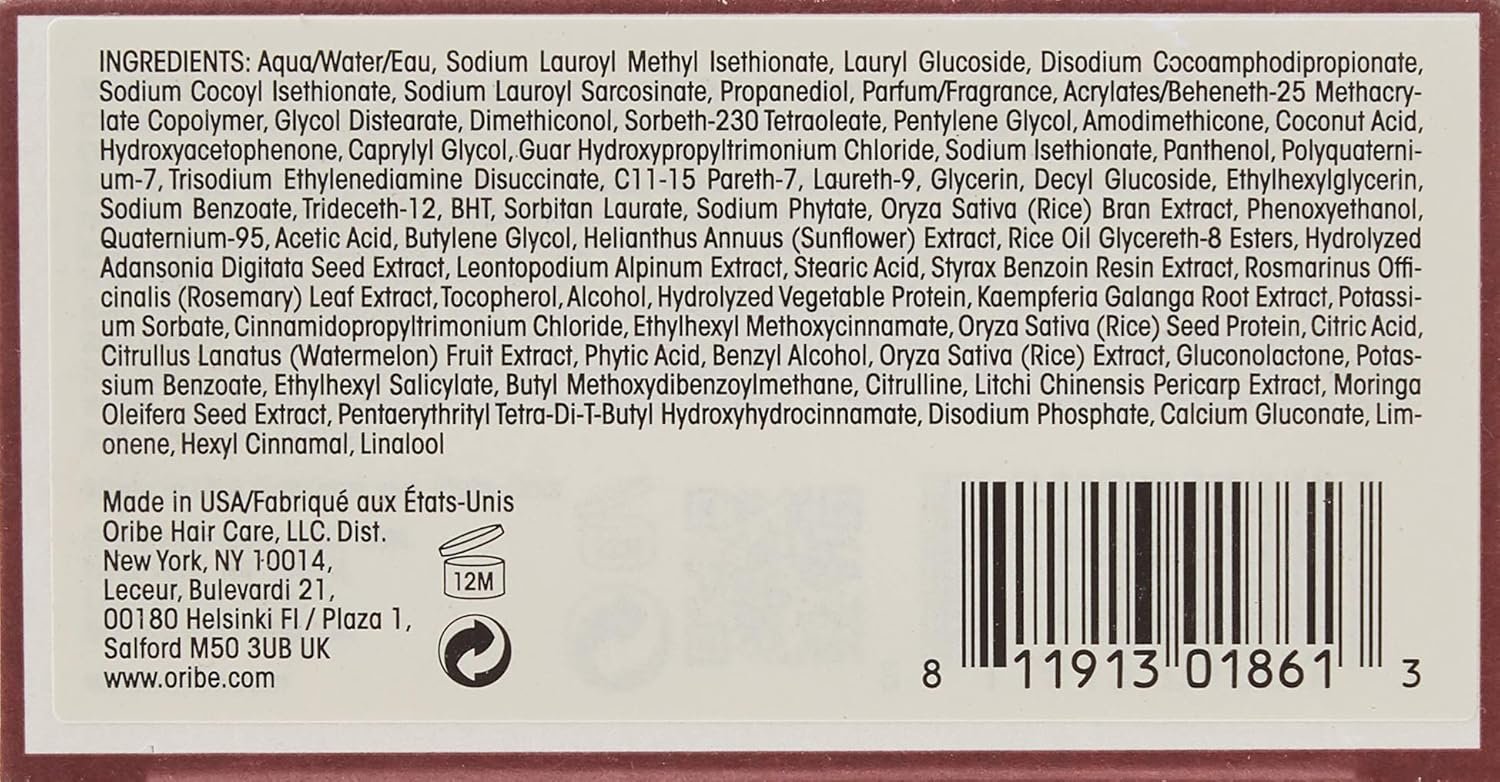 INGREDIENTS: Aqua/Water/Eau, Sodium Lauroyl Methyl Isethionate, Lauryl Glucoside, Disodium Cocoamphodipropionate,
Sodium Cocoyl Isethionate, Sodium Lauroyl Sarcosinate, Propanediol, Parfum/Fragrance, Acrylates/Beheneth-25 Methacry-
late Copolymer, Glycol Distearate, Dimethiconol, Sorbeth-230 Tetraoleate, Pentylene Glycol, Amodimethicone, Coconut Acid,
Hydroxyacetophenone, Caprylyl Glycol, Guar Hydroxypropyltrimonium Chloride, Sodium Isethionate, Panthenol, Polyquaterni-
um-7, Trisodium Ethylenediamine Disuccinate, C11-15 Pareth-7, Laureth-9, Glycerin, Decyl Glucoside, Ethylhexylglycerin,
Sodium Benzoate, Trideceth-12, BHT, Sorbitan Laurate, Sodium Phytate, Oryza Sativa (Rice) Bran Extract, Phenoxyethanol,
Quaternium-95, Acetic Acid, Butylene Glycol, Helianthus Annuus (Sunflower) Extract, Rice Oil Glycereth-8 Esters, Hydrolyzed
Adansonia Digitata Seed Extract, Leontopodium Alpinum Extract, Stearic Acid, Styrax Benzoin Resin Extract, Rosmarinus Offi-
cinalis (Rosemary) Leaf Extract, Tocopherol, Alcohol, Hydrolyzed Vegetable Protein, Kaempferia Galanga Root Extract, Potassi-
um Sorbate, Cinnamidopropyltrimonium Chloride, Ethylhexyl Methoxycinnamate, Oryza Sativa (Rice) Seed Protein, Citric Acid,
Citrullus Lanatus (Watermelon) Fruit Extract, Phytic Acid, Benzyl Alcohol, Oryza Sativa (Rice) Extract, Gluconolactone, Potas-
sium Benzoate, Ethylhexyl Salicylate, Butyl Methoxydibenzoylmethane, Citrulline, Litchi Chinensis Pericarp Extract, Moringa
Oleifera Seed Extract, Pentaerythrityl Tetra-Di-T-Butyl Hydroxyhydrocinnamate, Disodium Phosphate, Calcium Gluconate, Lim-
onene, Hexyl Cinnamal, Linalool
Made in USA/Fabriqué aux États-Unis
Oribe Hair Care, LLC. Dist.
New York, NY 10014,
Leceur, Bulevardi 21,
00180 Helsinki FI / Plaza 1,
Salford M50 3UB UK
www.oribe.com
12M
8 11913 01861 3